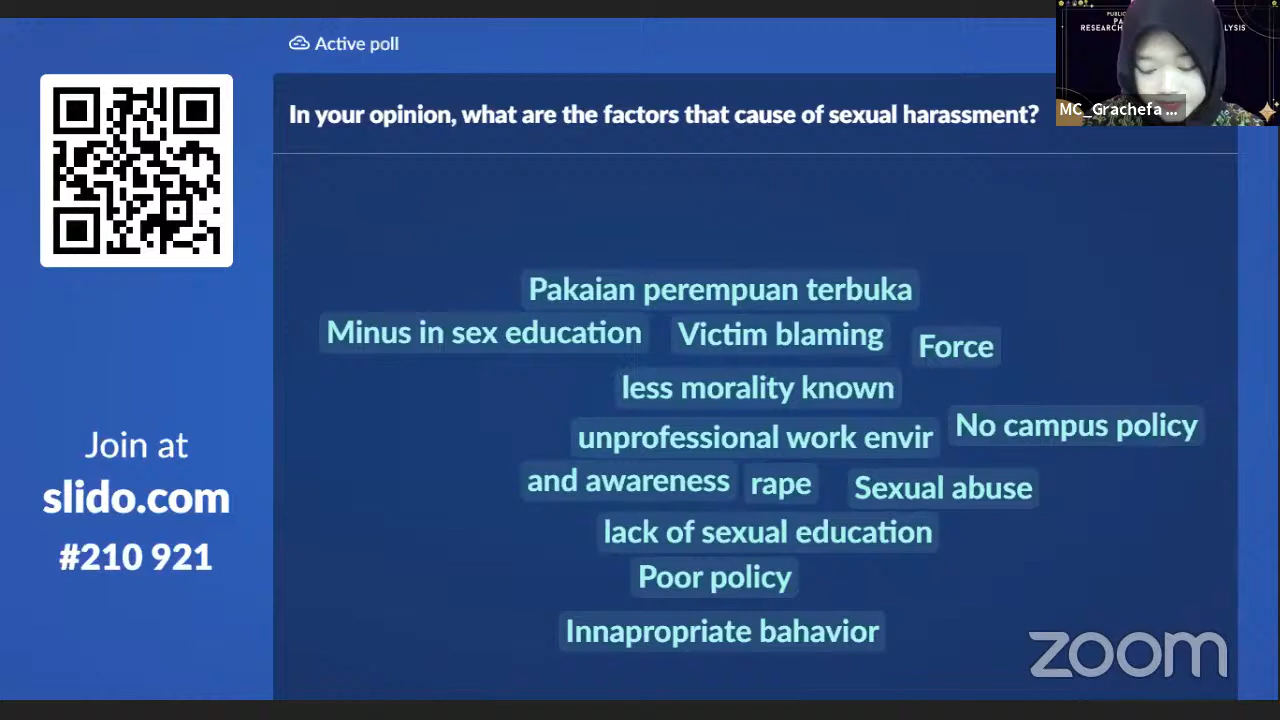 Active poll
In your opinion, what are the factors that cause of sexual harassment?
Pakaian perempuan terbuka
Minus in sex education
Victim blaming
Force
less morality known
unprofessional work envir
No campus policy
and awareness
rape
Sexual abuse
lack of sexual education
Poor policy
Innapropriate bahavior
Join at
slido.com
#210 921
RESEARCH
LYSIS
MC_Grachefa ...
zoom